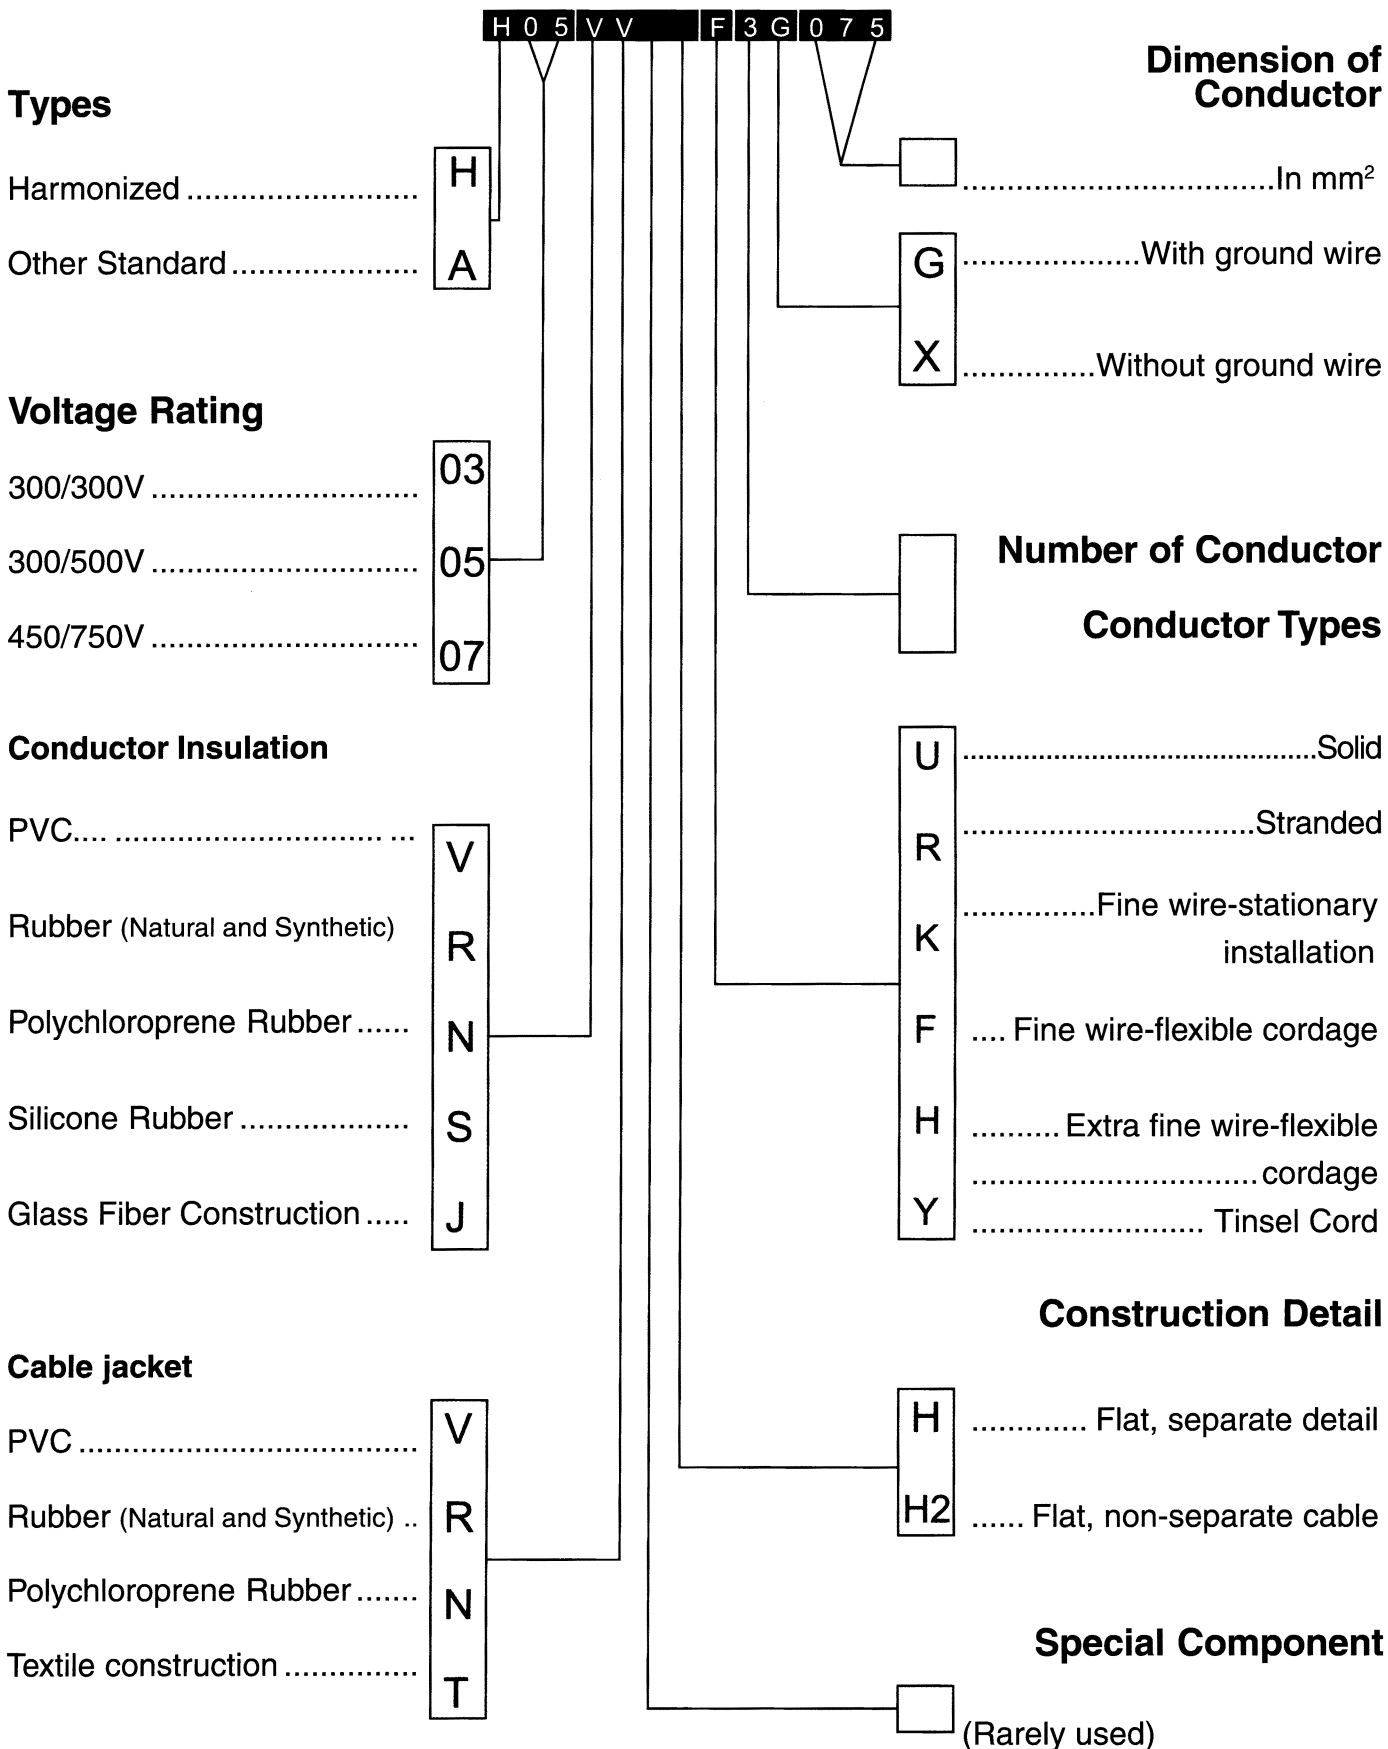 H 0 5 V V F 3 G 0 7 5
Types
Harmonized ....................... H
Other Standard ................... A
Voltage Rating
300/300V ........................... 03
300/500V ........................... 05
450/750V ........................... 07
Conductor Insulation
PVC.... ........................... ... V
Rubber (Natural and Synthetic) R
Polychloroprene Rubber ...... N
Silicone Rubber .................. S
Glass Fiber Construction ..... J
Cable jacket
PVC .................................. V
Rubber (Natural and Synthetic) .. R
Polychloroprene Rubber ....... N
Textile construction .............. T
Dimension of
Conductor
...............................In mm²
G ....................With ground wire
X ..............Without ground wire
Number of Conductor
Conductor Types
U ..........................................Solid
R .............................Stranded
K ...............Fine wire-stationary
installation
F .... Fine wire-flexible cordage
H .......... Extra fine wire-flexible
.............................. cordage
Y ......................... Tinsel Cord
Construction Detail
H ............. Flat, separate detail
H2 ...... Flat, non-separate cable
Special Component
(Rarely used)